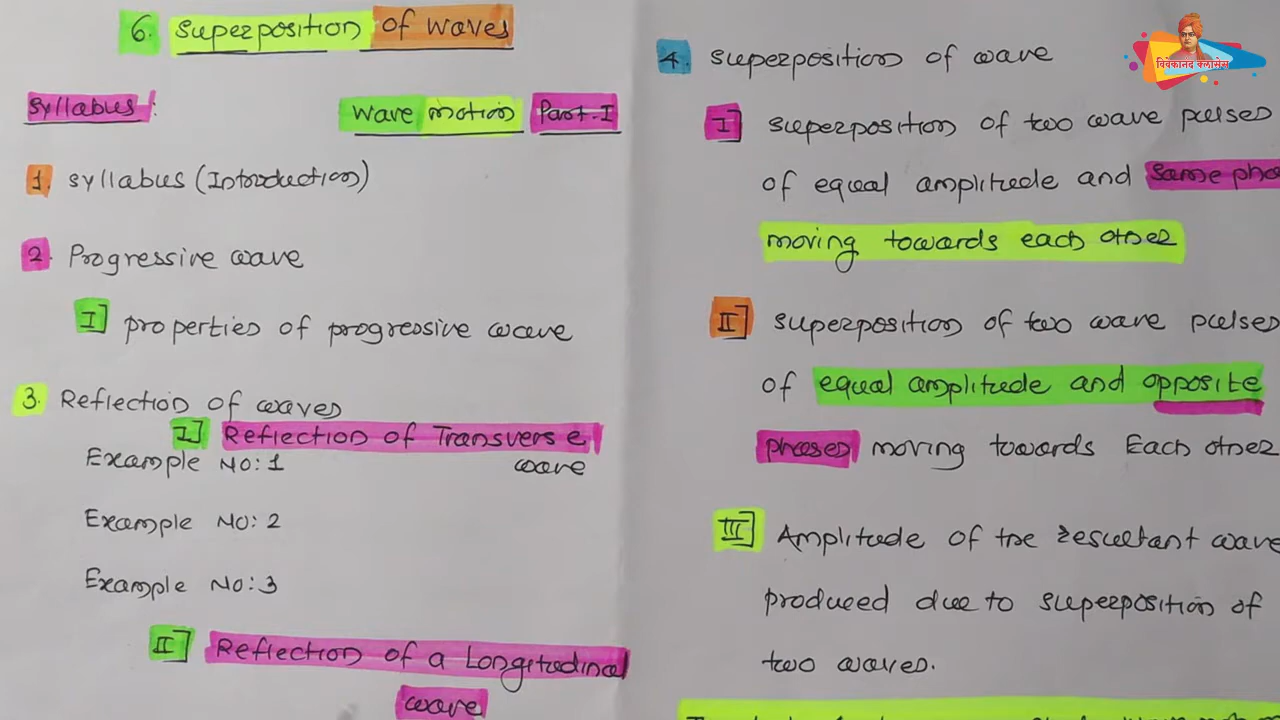 6. Superposition of waves
Syllabus:
Wave motion Part-I
1. Syllabus (Introduction)
2. Progressive wave
I] properties of progressive wave
3. Reflection of waves
I] Reflection of Transverse
wave
Example No:1
Example No: 2
Example No:3
II] Reflection of a Longitudinal
wave
4. superposition of wave
I] superposition of two wave pulses
of equal amplitude and same pha
moving towards each other
II] superposition of two wave pulses
of equal amplitude and opposite
phases moving towards Each other
III] Amplitude of the resultant wave
produced due to superposition of
two waves.
विवेकानंद क्लासेस